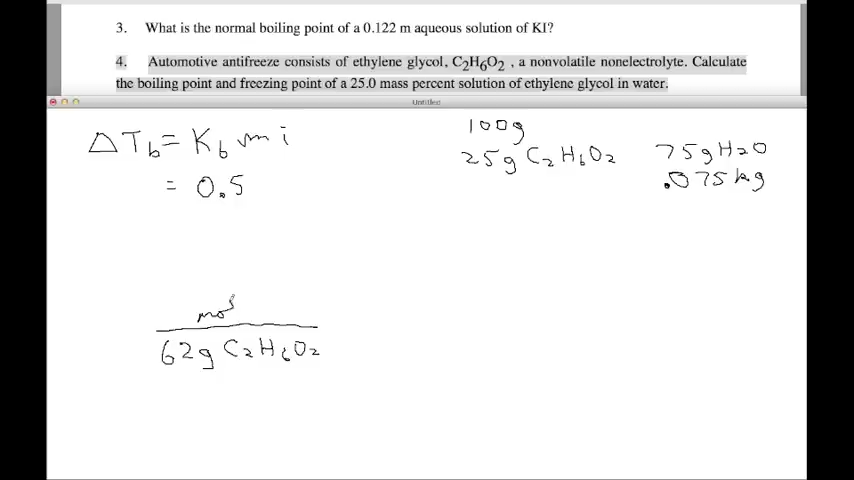 3. What is the normal boiling point of a 0.122 m aqueous solution of KI?
4. Automotive antifreeze consists of ethylene glycol, C2H6O2 , a nonvolatile nonelectrolyte. Calculate
the boiling point and freezing point of a 25.0 mass percent solution of ethylene glycol in water.
Untitled
△Tb = Kb m i
= 0.5
100g
25g C2H6O2
75g H2O
.075 kg
mol
62g C2H6O2